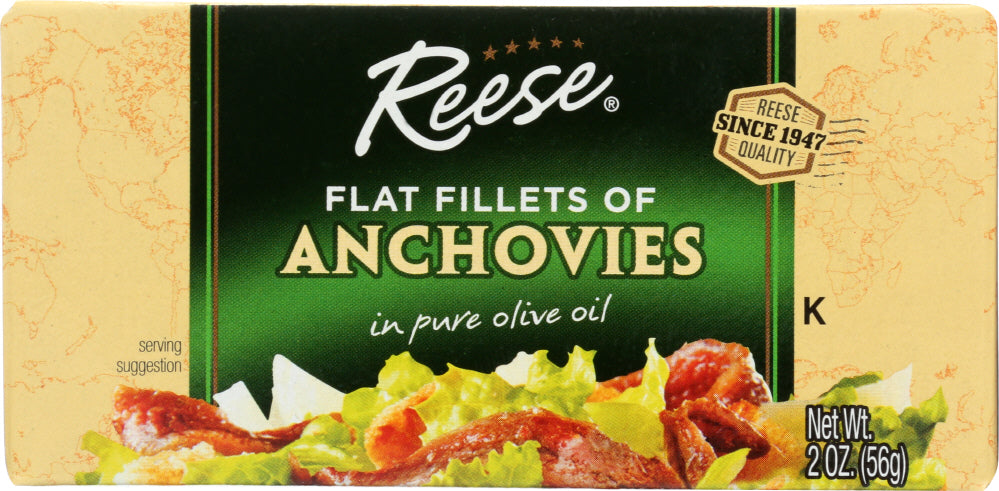 Reese®
REESE
SINCE 1947
QUALITY
FLAT FILLETS OF
ANCHOVIES
in pure olive oil
K
serving
suggestion
Net Wt.
2 OZ. (56g)